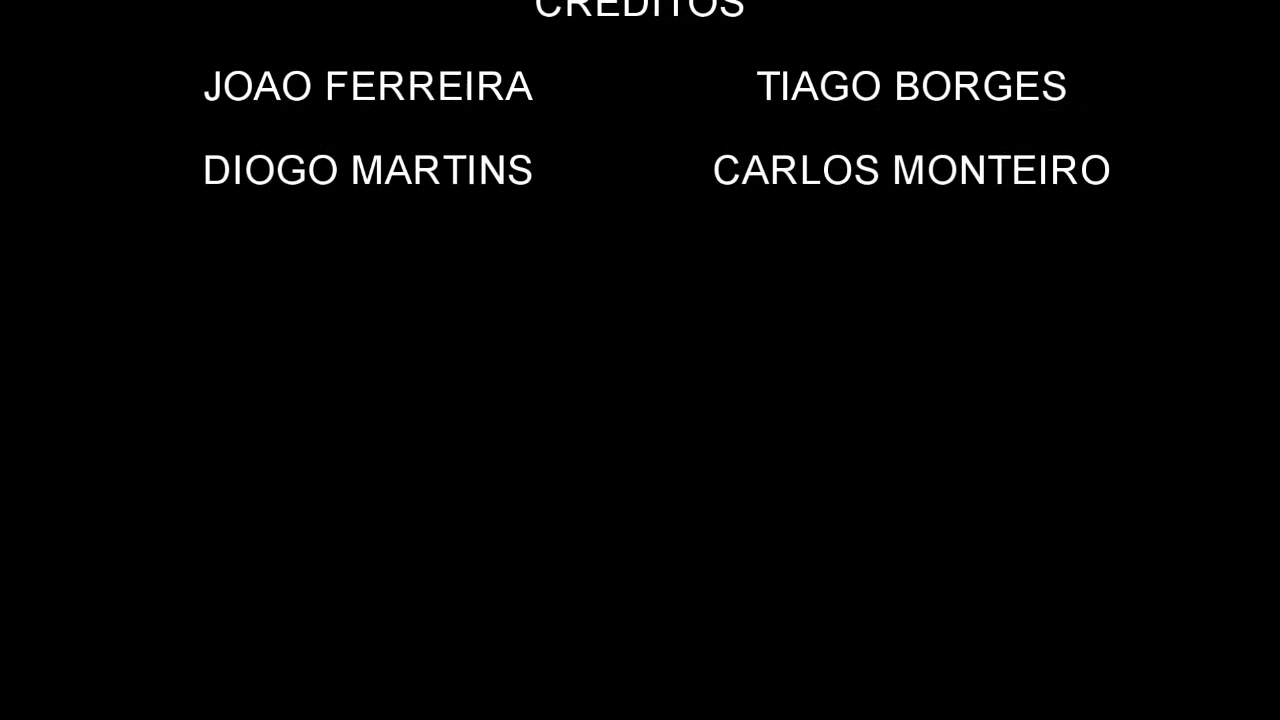 CREDITOS
JOAO FERREIRA TIAGO BORGES
DIOGO MARTINS CARLOS MONTEIRO